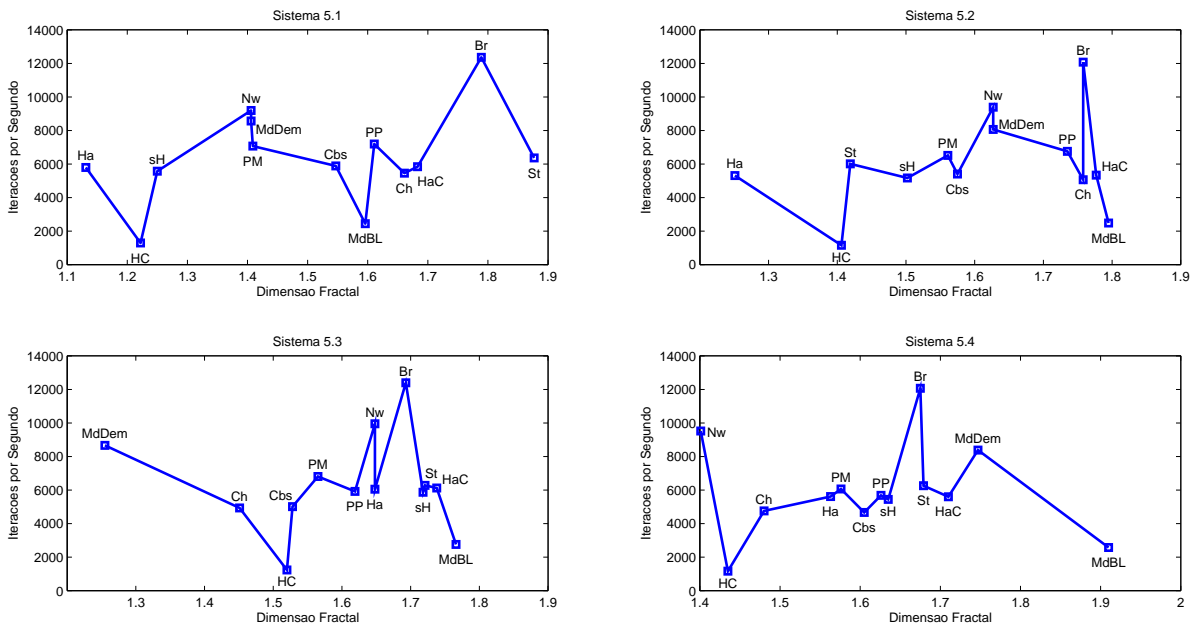 Sistema 5.1
14000
12000
10000
8000
6000
4000
2000
0
Iteracoes por Segundo
Ha
HC
sH
Nw
MdDem
PM
Cbs
MdBL
PP
Ch
HaC
Br
St
1.1 1.2 1.3 1.4 1.5 1.6 1.7 1.8 1.9
Dimensao Fractal
Sistema 5.2
14000
12000
10000
8000
6000
4000
2000
0
Iteracoes por Segundo
Ha
HC
St
sH
PM
Cbs
Nw
MdDem
PP
Ch
Br
HaC
MdBL
1.3 1.4 1.5 1.6 1.7 1.8 1.9
Dimensao Fractal
Sistema 5.3
14000
12000
10000
8000
6000
4000
2000
0
Iteracoes por Segundo
MdDem
Ch
HC
Cbs
PM
PP
Nw
Ha
Br
sH
St
HaC
MdBL
1.3 1.4 1.5 1.6 1.7 1.8 1.9
Dimensao Fractal
Sistema 5.4
14000
12000
10000
8000
6000
4000
2000
0
Iteracoes por Segundo
Nw
HC
Ch
Ha
PM
Cbs
PP
sH
Br
St
HaC
MdDem
MdBL
1.4 1.5 1.6 1.7 1.8 1.9 2
Dimensao Fractal